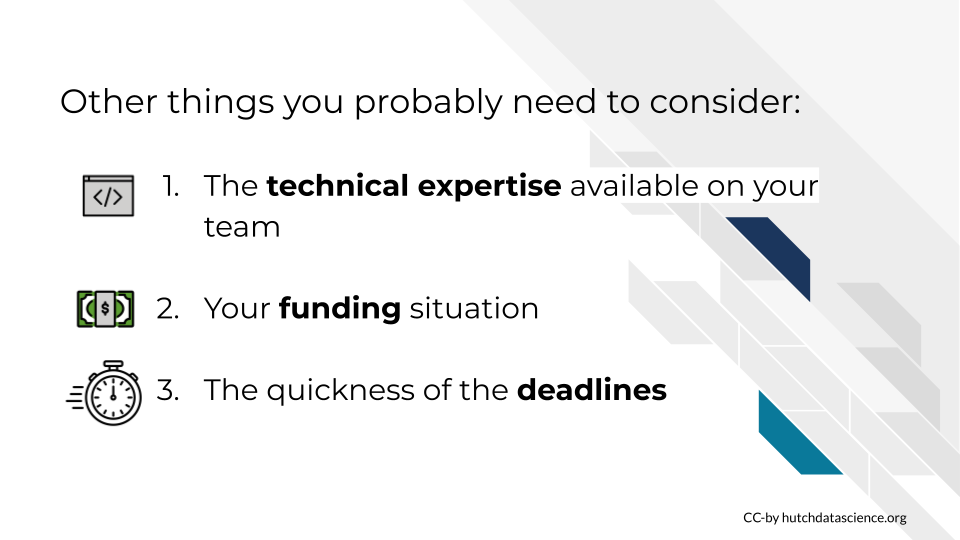 Other things you probably need to consider:
</>
1. The technical expertise available on your
team
$
2. Your funding situation
3. The quickness of the deadlines
CC-by hutchdatascience.org